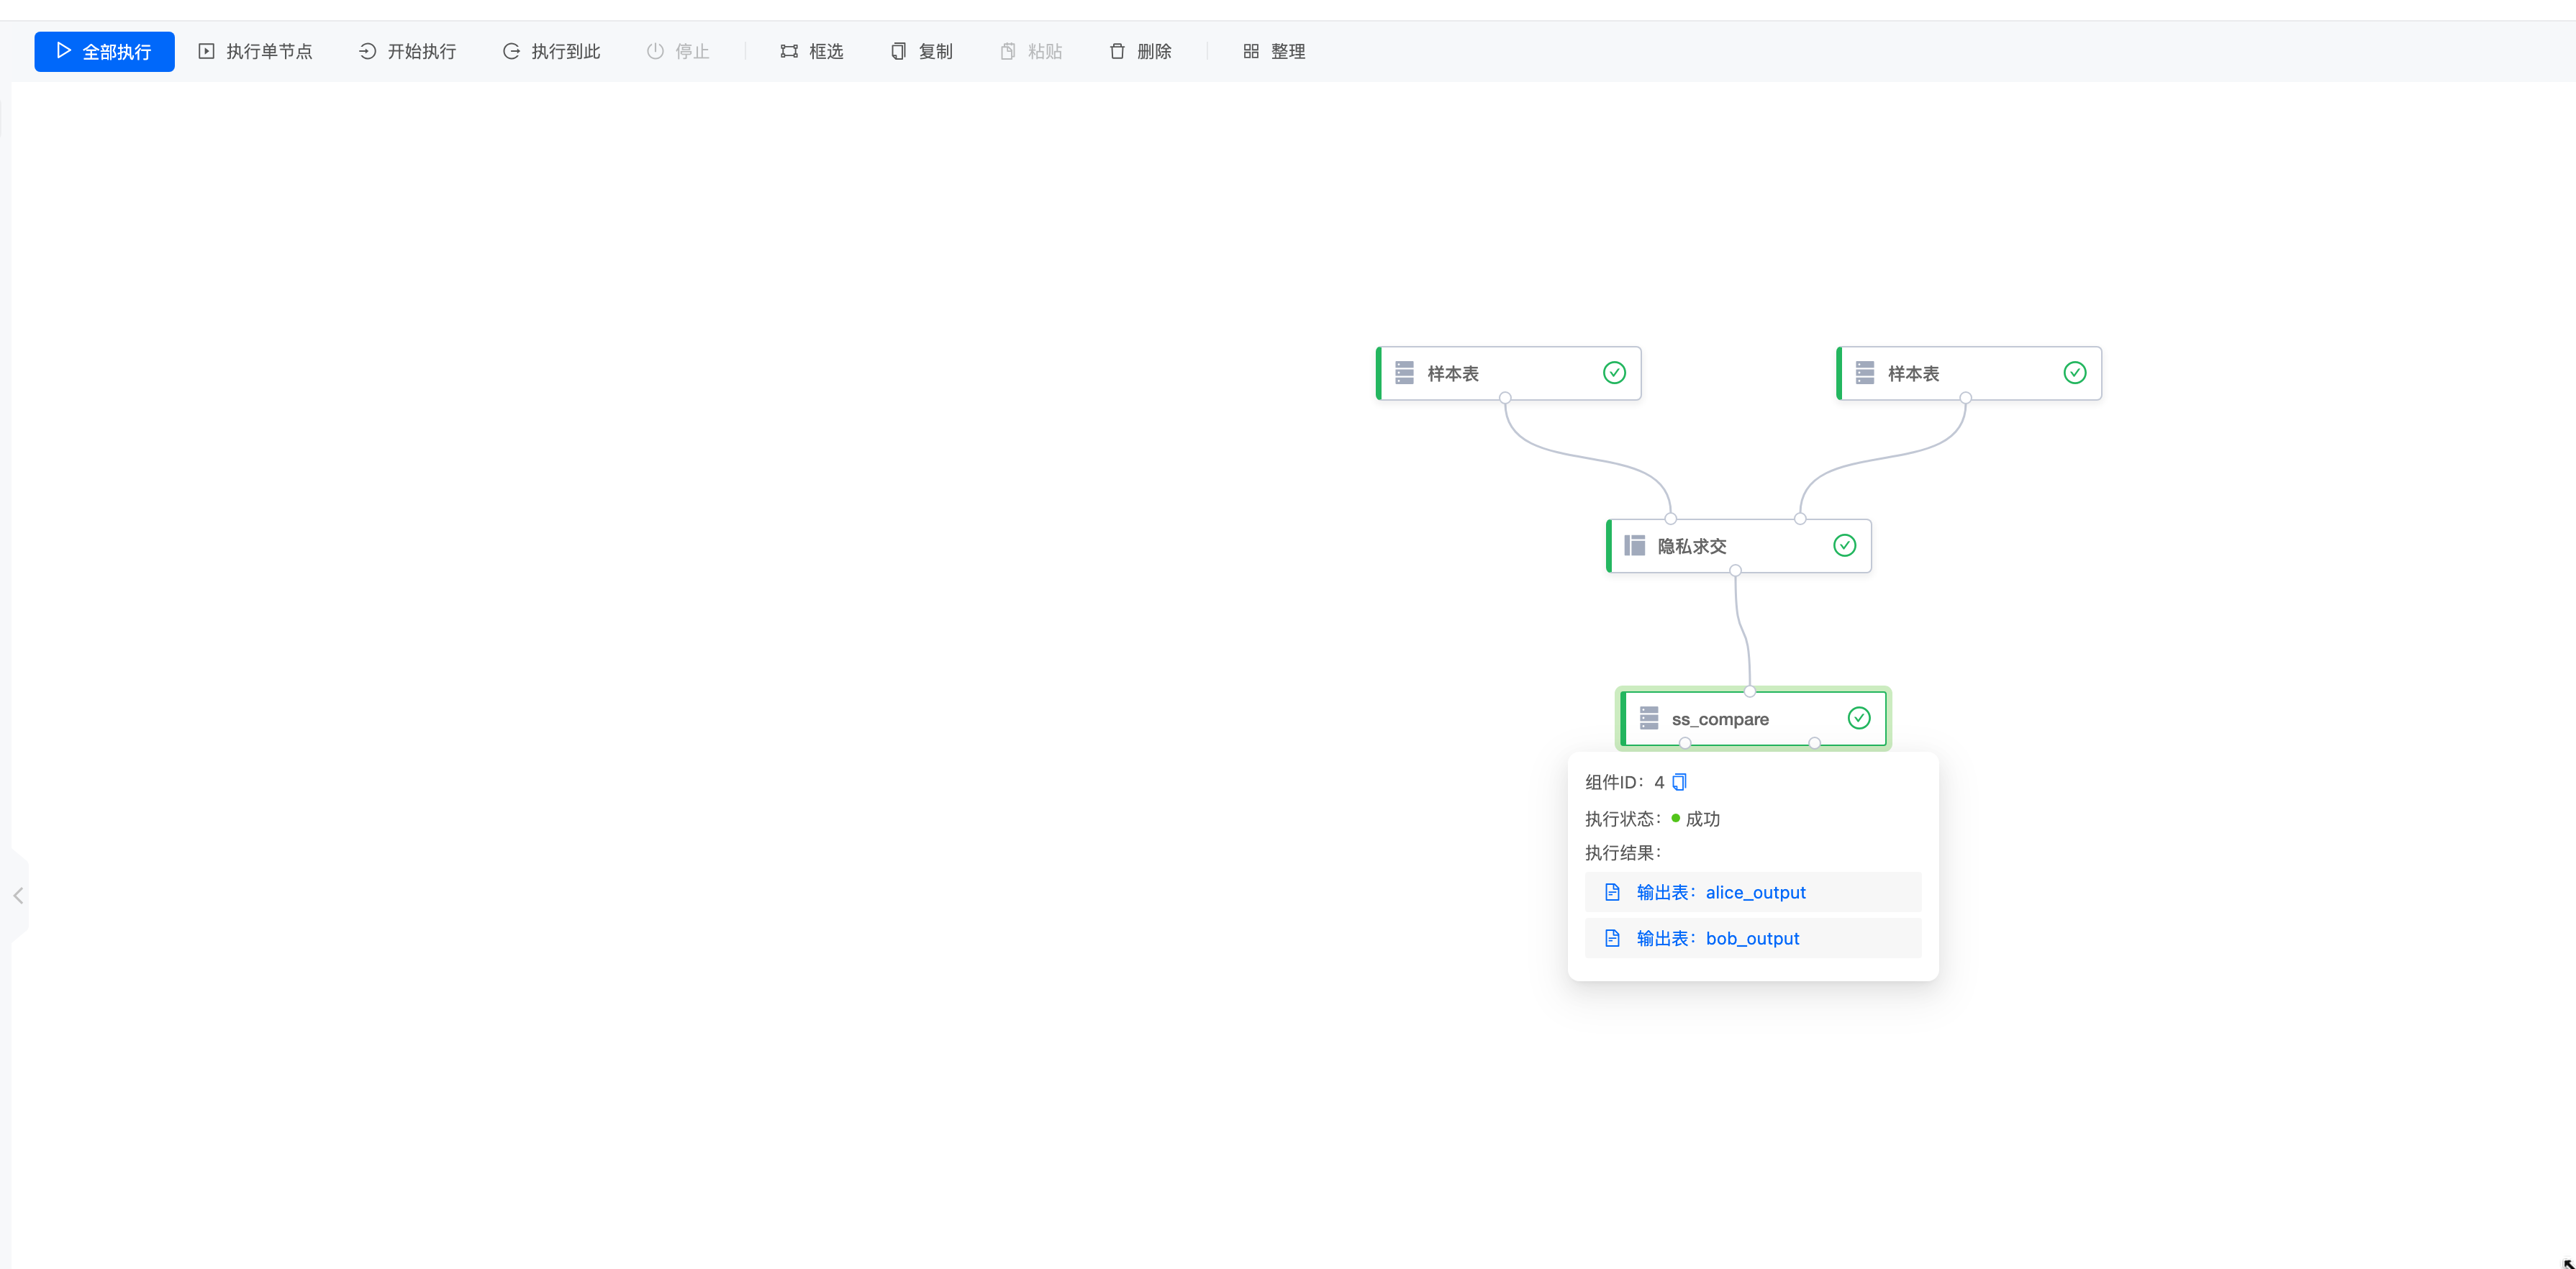 全部执行 执行单节点 开始执行 执行到此 停止 框选 复制 粘贴 删除 整理
样本表 样本表
隐私求交
ss_compare
组件ID：4
执行状态：成功
执行结果：
输出表：alice_output
输出表：bob_output